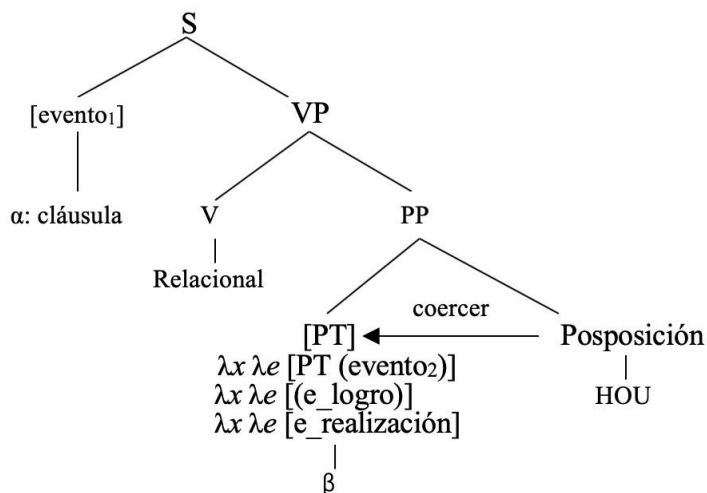 S
[evento₁]
VP
α: cláusula
V
PP
Relacional
coercer
[PT]
Posposición
λx λe [PT (evento₂)]
HOU
λx λe [(e_logro)]
λx λe [e_realización]
β